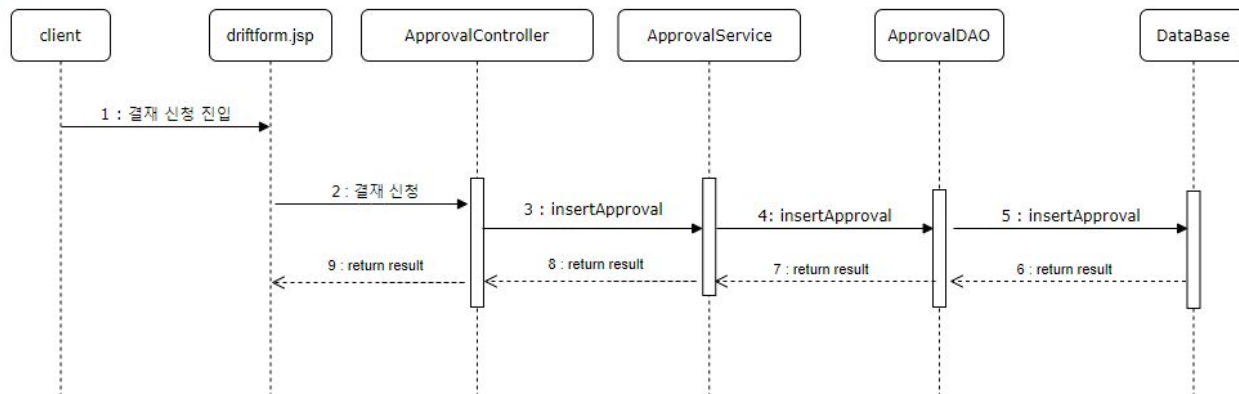 client
driftform.jsp
ApprovalController
ApprovalService
ApprovalDAO
DataBase
1 : 결재 신청 진입
2 : 결재 신청
3 : insertApproval
4: insertApproval
5 : insertApproval
9 : return result
8 : return result
7 : return result
6 : return result